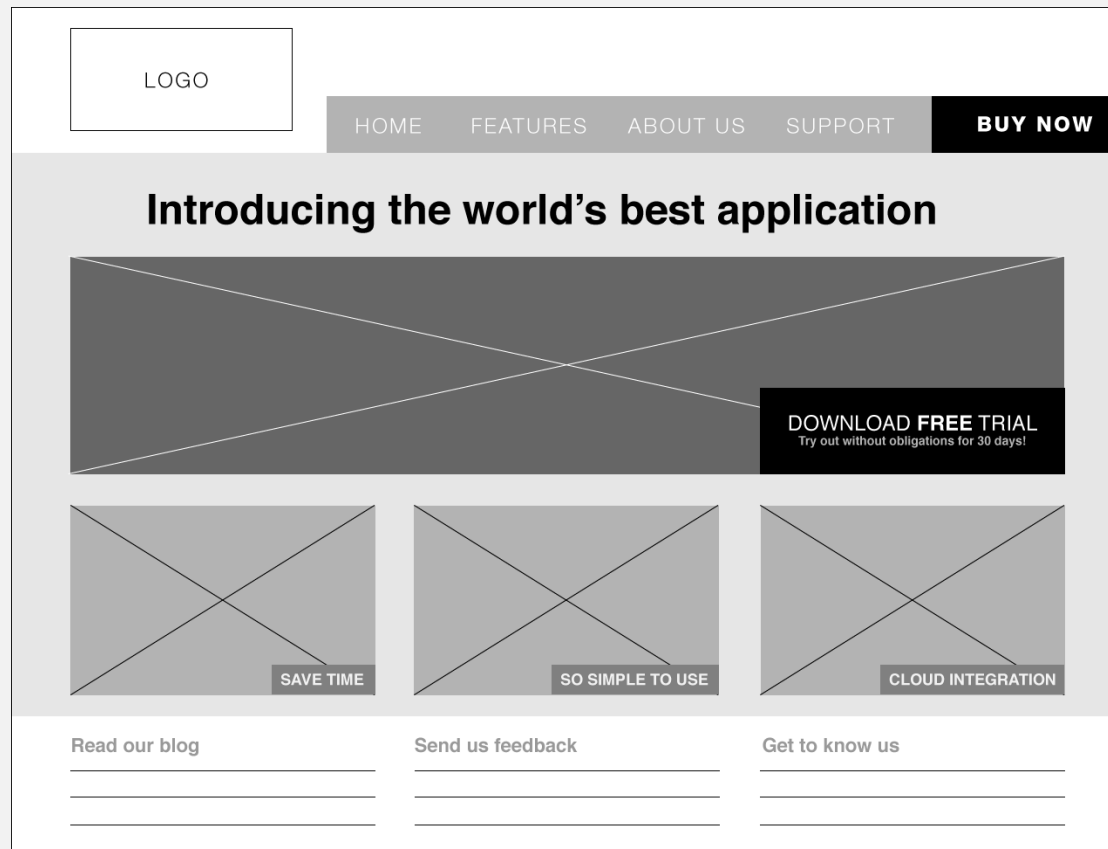 LOGO
HOME FEATURES ABOUT US SUPPORT BUY NOW
Introducing the world’s best application
DOWNLOAD FREE TRIAL
Try out without obligations for 30 days!
SAVE TIME
SO SIMPLE TO USE
CLOUD INTEGRATION
Read our blog
Send us feedback
Get to know us